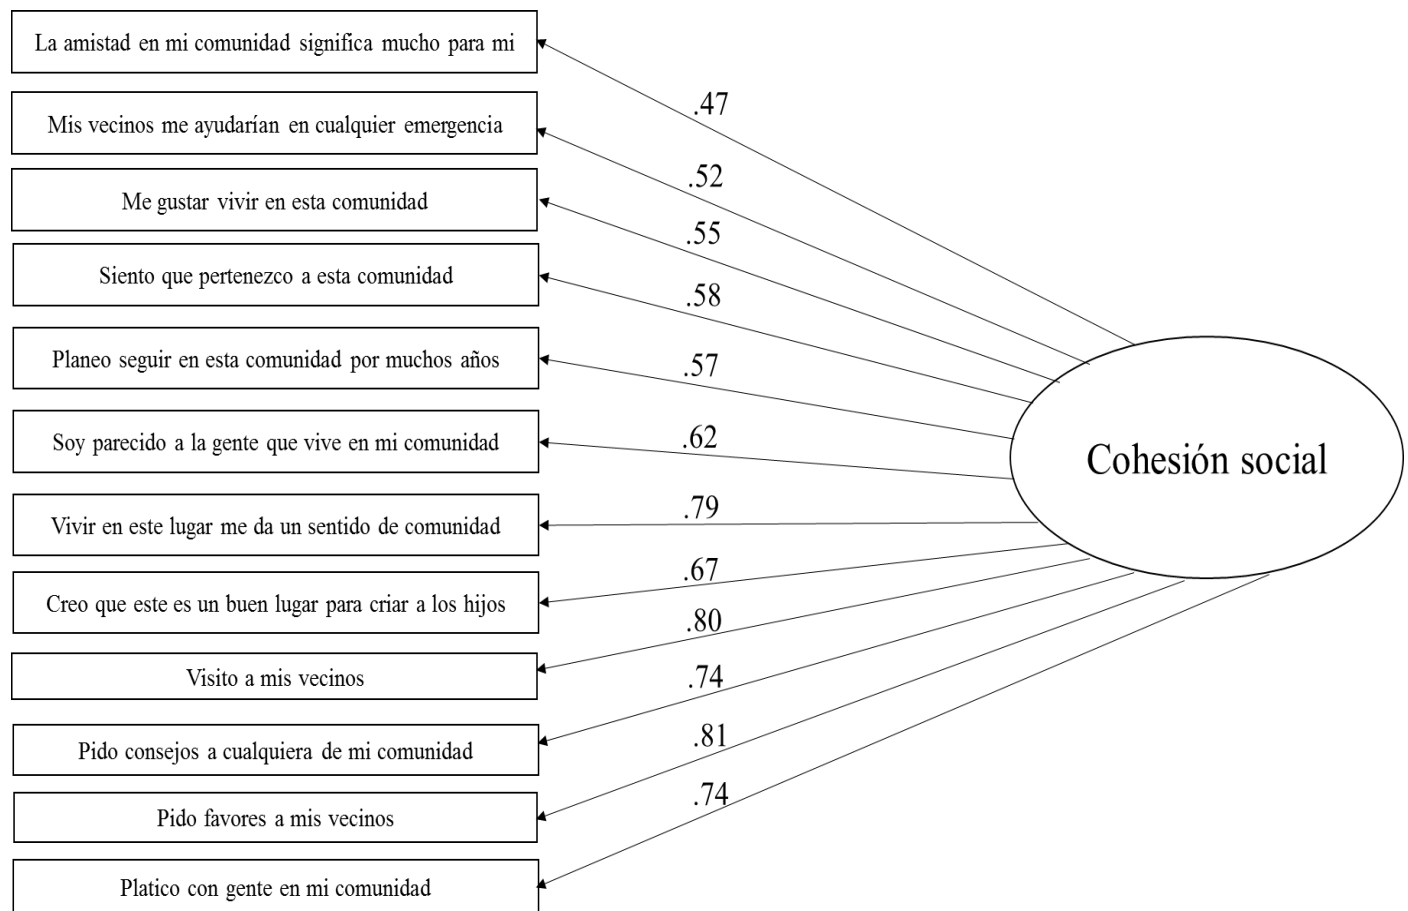 La amistad en mi comunidad significa mucho para mi
.47
Mis vecinos me ayudarían en cualquier emergencia
.52
Me gustar vivir en esta comunidad
.55
Siento que pertenezco a esta comunidad
.58
Planeo seguir en esta comunidad por muchos años
.57
Soy parecido a la gente que vive en mi comunidad
.62
Cohesión social
Vivir en este lugar me da un sentido de comunidad
.79
Creo que este es un buen lugar para criar a los hijos
.67
Visito a mis vecinos
.80
Pido consejos a cualquiera de mi comunidad
.74
Pido favores a mis vecinos
.81
Platico con gente en mi comunidad
.74